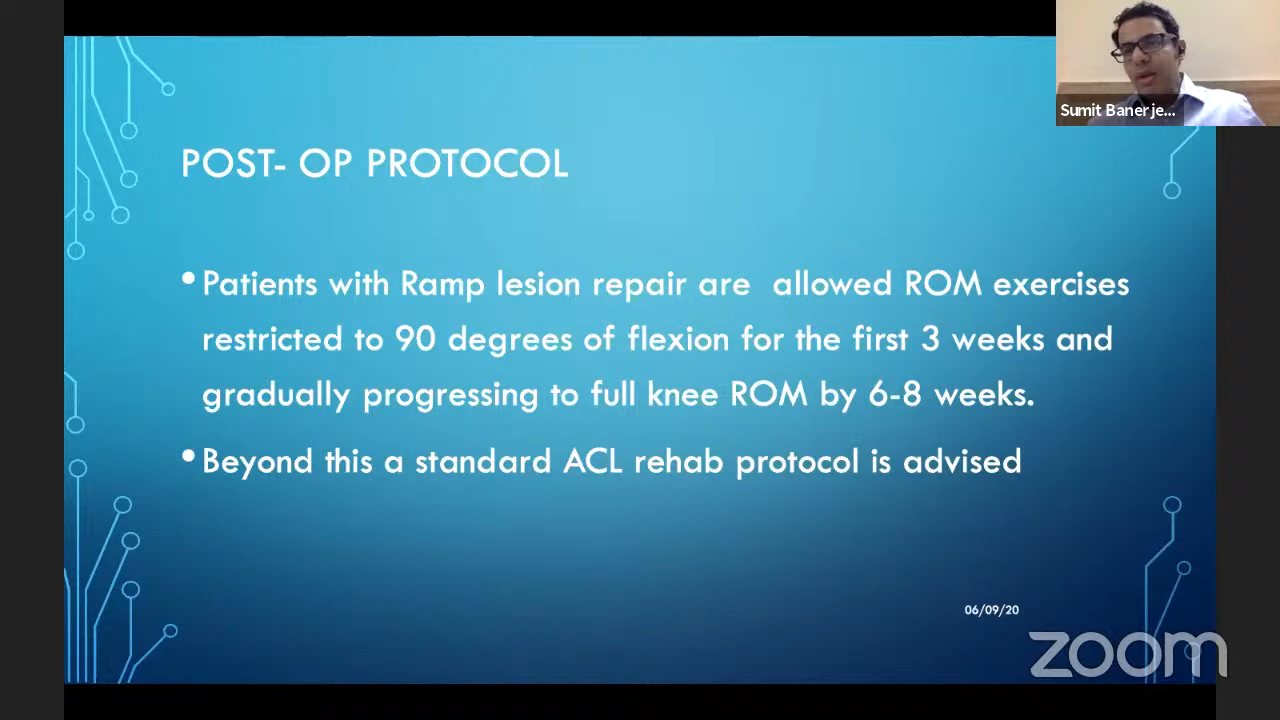 Sumit Banerje...
POST- OP PROTOCOL
•Patients with Ramp lesion repair are allowed ROM exercises
restricted to 90 degrees of flexion for the first 3 weeks and
gradually progressing to full knee ROM by 6-8 weeks.
•Beyond this a standard ACL rehab protocol is advised
06/09/20
zoom